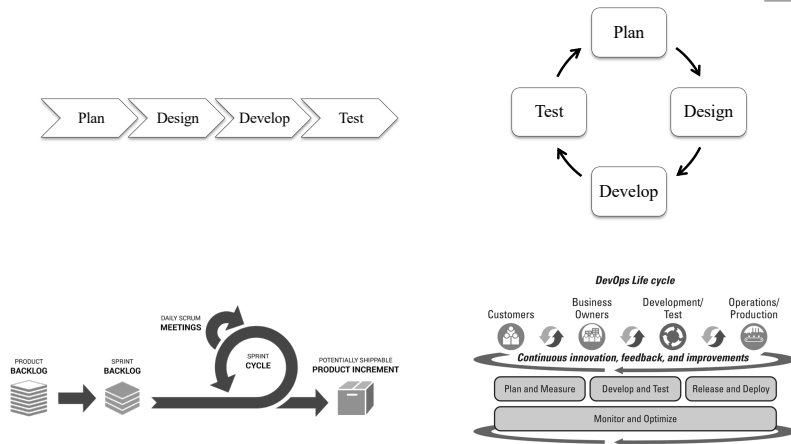 Plan
Design
Develop
Test
Plan
Design
Develop
Test
DAILY SCRUM
MEETINGS
SPRINT
CYCLE
PRODUCT
BACKLOG
SPRINT
BACKLOG
POTENTIALLY SHIPPABLE
PRODUCT INCREMENT
DevOps Life cycle
Customers
Business
Owners
Development/
Test
Operations/
Production
Continuous innovation, feedback, and improvements
Plan and Measure
Develop and Test
Release and Deploy
Monitor and Optimize